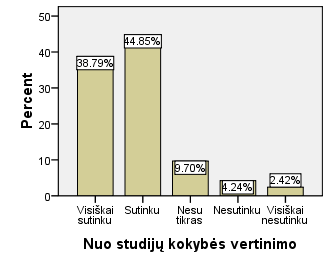 50
40
30
20
10
0
Percent
38.79%
44.85%
9.70%
4.24%
2.42%
Visiškai
sutinku
Sutinku
Nesu
tikras
Nesutinku
Visiškai
nesutinku
Nuo studijų kokybės vertinimo